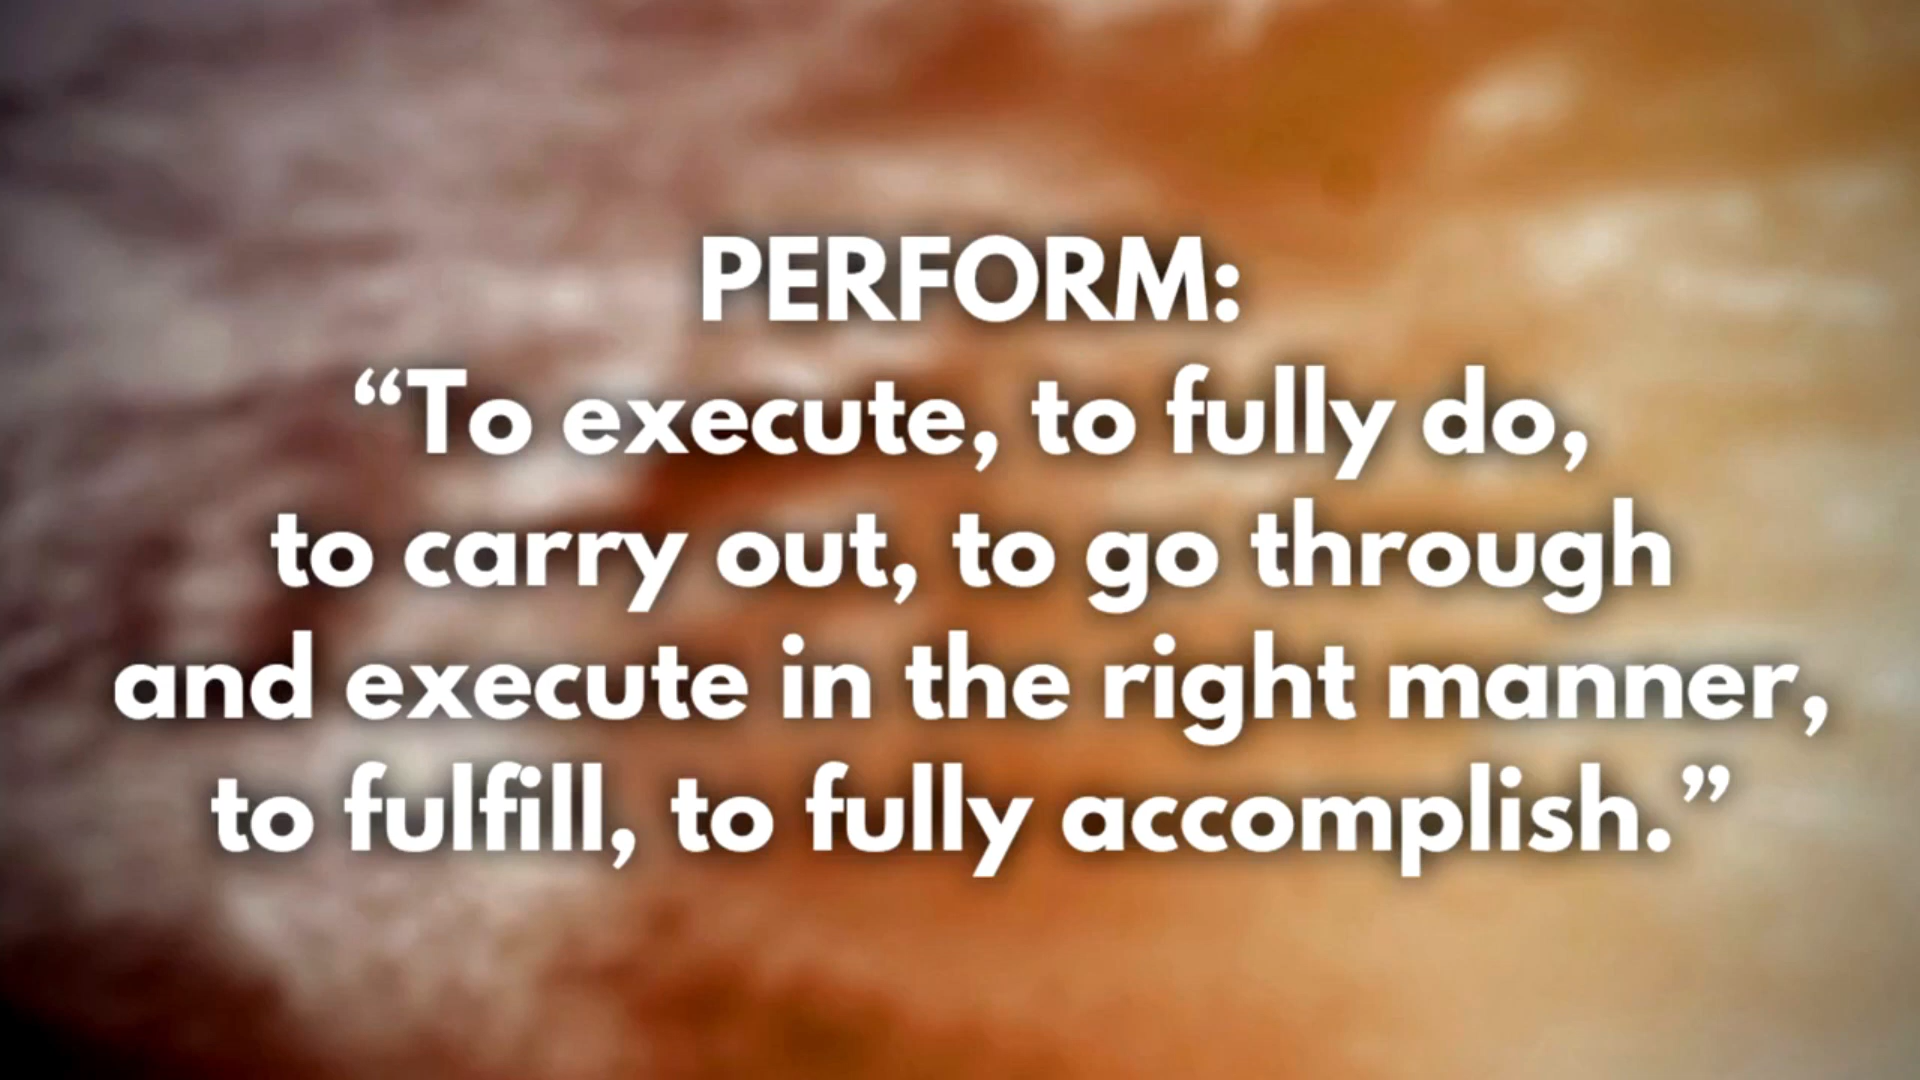 PERFORM:
“To execute, to fully do,
to carry out, to go through
and execute in the right manner,
to fulfill, to fully accomplish.”